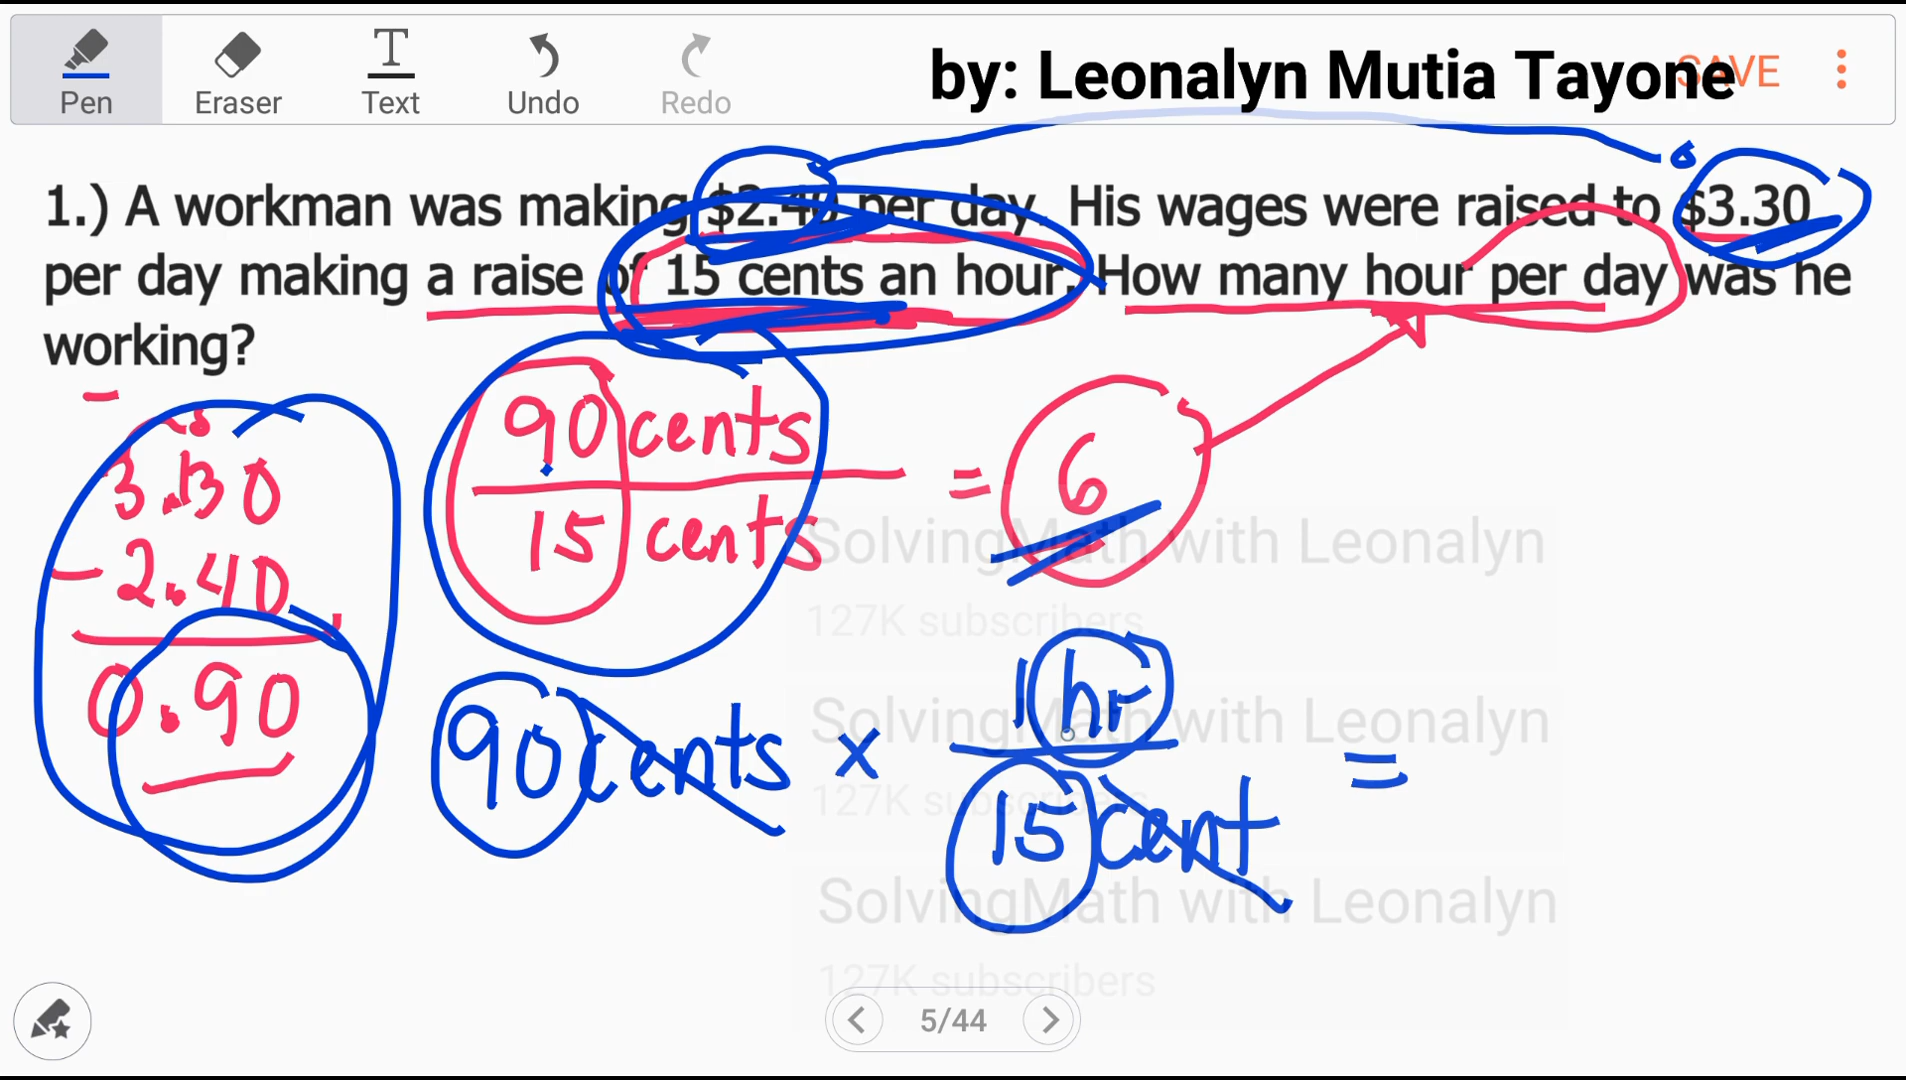 by: Leonalyn Mutia Tayone
SAVE
Pen
Eraser
Text
Undo
Redo
1.) A workman was making $2.40 per day. His wages were raised to $3.30
per day making a raise of 15 cents an hour. How many hour per day was he
working?
3.30
-2.40
0.90
90 cents
15 cents
= 6
SolvingMath with Leonalyn
127K subscribers
90 cents x 1 hr
15 cent
=
SolvingMath with Leonalyn
127K subscribers
SolvingMath with Leonalyn
127K subscribers
5/44